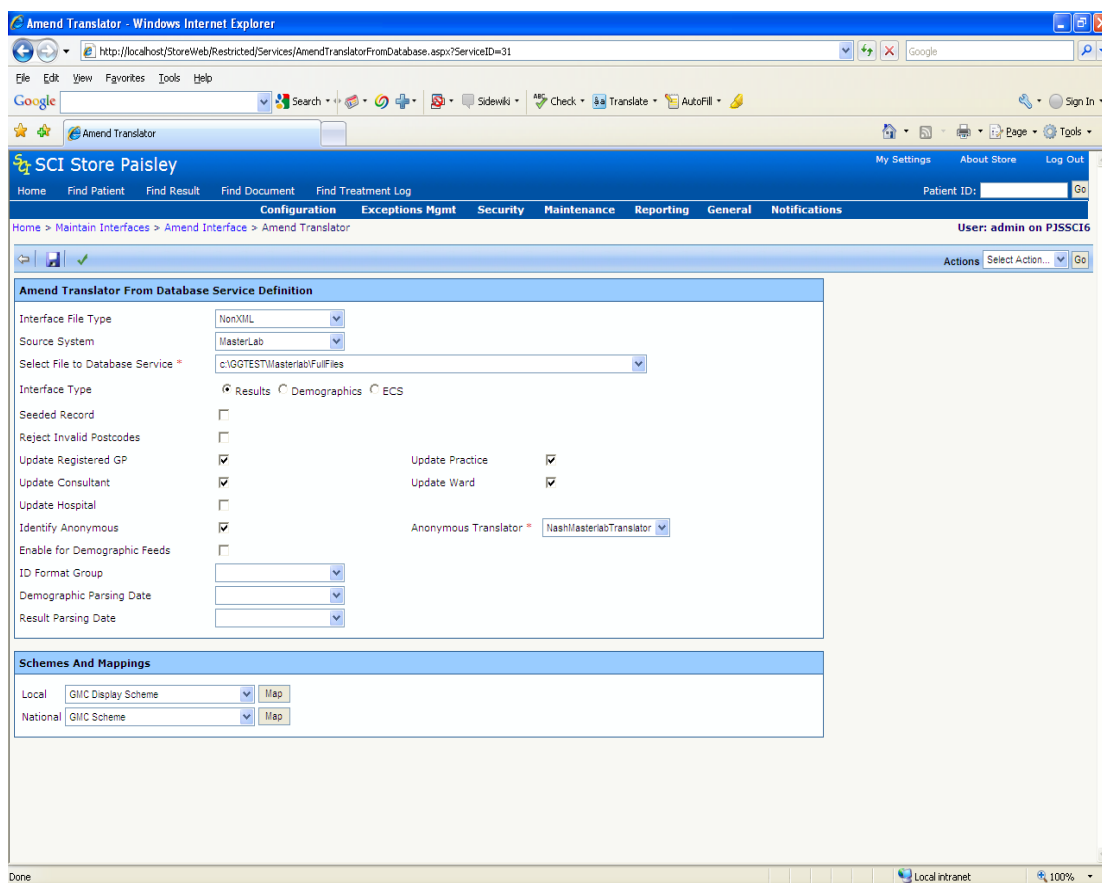 Amend Translator - Windows Internet Explorer
http://localhost/StoreWeb/Restricted/Services/AmendTranslatorFromDatabase.aspx?ServiceID=31
Google
File Edit View Favorites Tools Help
Google Search Sidewiki ABC Check Translate AutoFill Sign In
Amend Translator Page Tools
SCI Store Paisley My Settings About Store Log Out
Home Find Patient Find Result Find Document Find Treatment Log Patient ID: Go
Configuration Exceptions Mgmt Security Maintenance Reporting General Notifications
Home > Maintain Interfaces > Amend Interface > Amend Translator User: admin on PJSSCI6
Actions Select Action... Go
Amend Translator From Database Service Definition
Interface File Type NonXML
Source System MasterLab
Select File to Database Service * c:\GGTEST\Masterlab\FullFiles
Interface Type Results Demographics ECS
Seeded Record
Reject Invalid Postcodes
Update Registered GP Update Practice
Update Consultant Update Ward
Update Hospital
Identify Anonymous Anonymous Translator * NashMasterlabTranslator
Enable for Demographic Feeds
ID Format Group
Demographic Parsing Date
Result Parsing Date
Schemes And Mappings
Local GMC Display Scheme Map
National GMC Scheme Map
Done Local intranet 100%